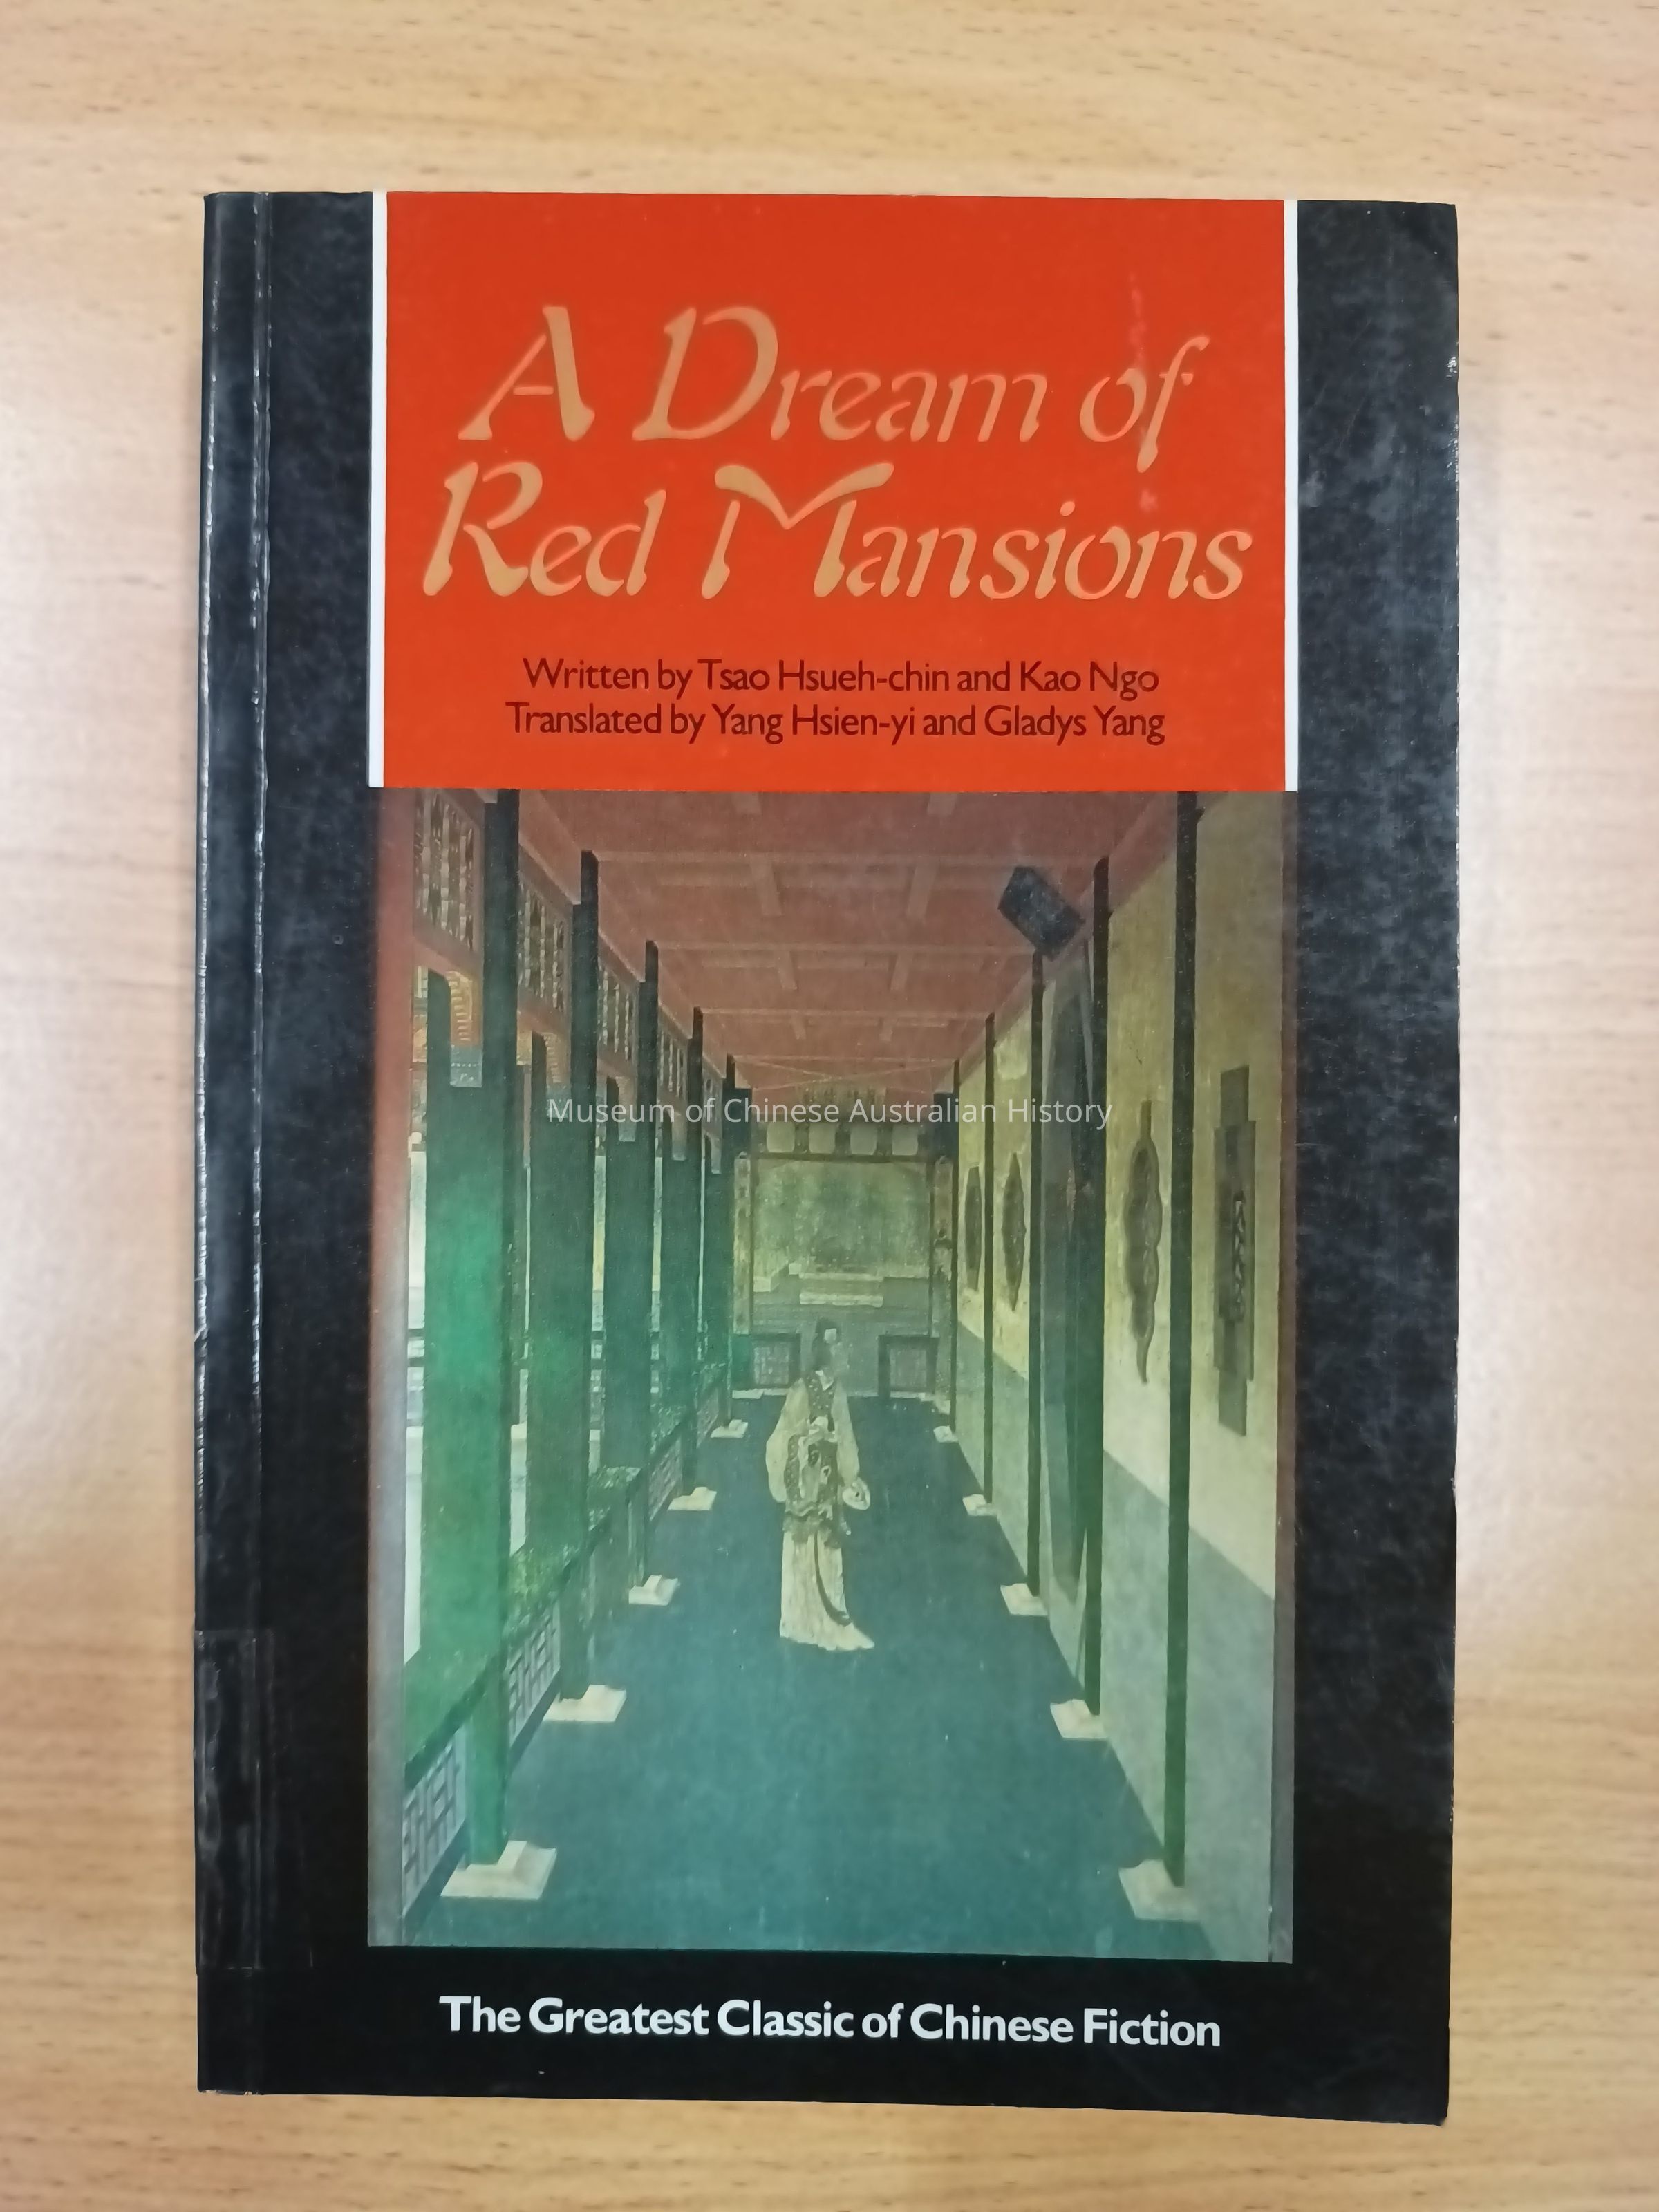 A Dream of
Red Mansions
Written by Tsao Hsueh-chin and Kao Ngo
Translated by Yang Hsien-yi and Gladys Yang
Museum of Chinese Australian History
The Greatest Classic of Chinese Fiction